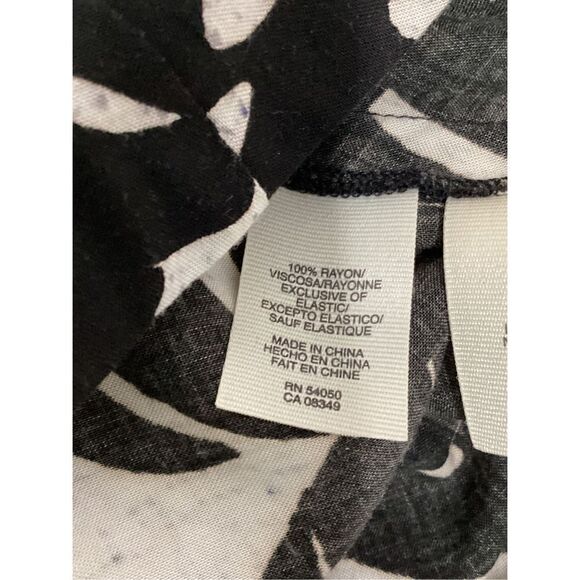 100% RAYON/
VISCOSA/RAYONNE
EXCLUSIVE OF
ELASTIC/
EXCEPTO ELASTICO/
SAUF ELASTIQUE
MADE IN CHINA
HECHO EN CHINA
FAIT EN CHINE
RN 54050
CA 08349